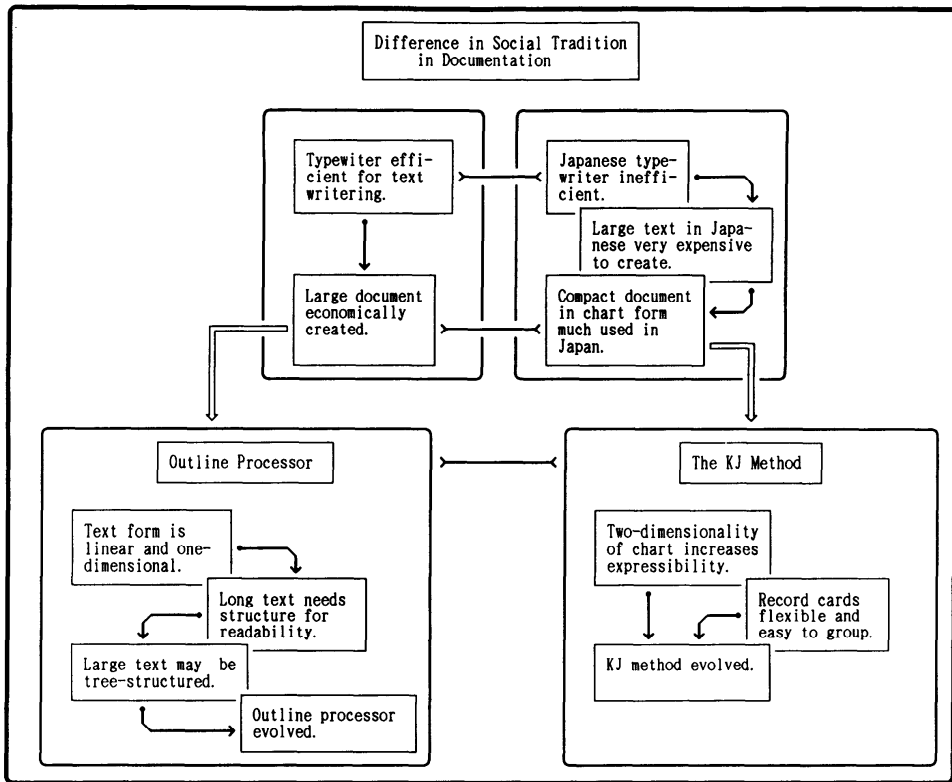 Difference in Social Tradition
in Documentation
Typewiter effi-
cient for text
writering.
Japanese type-
writer ineffi-
cient.
Large text in Japa-
nese very expensive
to create.
Large document
economically
created.
Compact document
in chart form
much used in
Japan.
Outline Processor
Text form is
linear and one-
dimensional.
Long text needs
structure for
readability.
Large text may be
tree-structured.
Outline processor
evolved.
The KJ Method
Two-dimensionality
of chart increases
expressibility.
Record cards
flexible and
easy to group.
KJ method evolved.